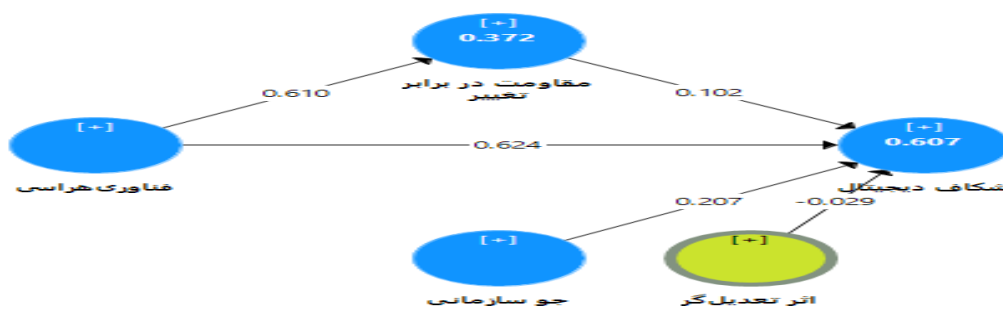 [+]
0.372
مقاومت در برابر
تغییر
0.610
0.102
[+]
[+]
0.607
0.624
فناوری‌هراسی
شکاف دیجیتال
0.207
-0.029
[+]
[+]
جو سازمانی
اثر تعدیل‌گر